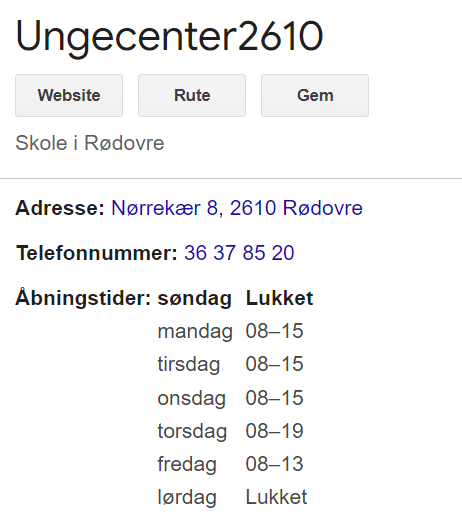 Ungecenter2610
Website Rute Gem
Skole i Rødovre
Adresse: Nørrekær 8, 2610 Rødovre
Telefonnummer: 36 37 85 20
Åbningstider: søndag Lukket
mandag 08–15
tirsdag 08–15
onsdag 08–15
torsdag 08–19
fredag 08–13
lørdag Lukket